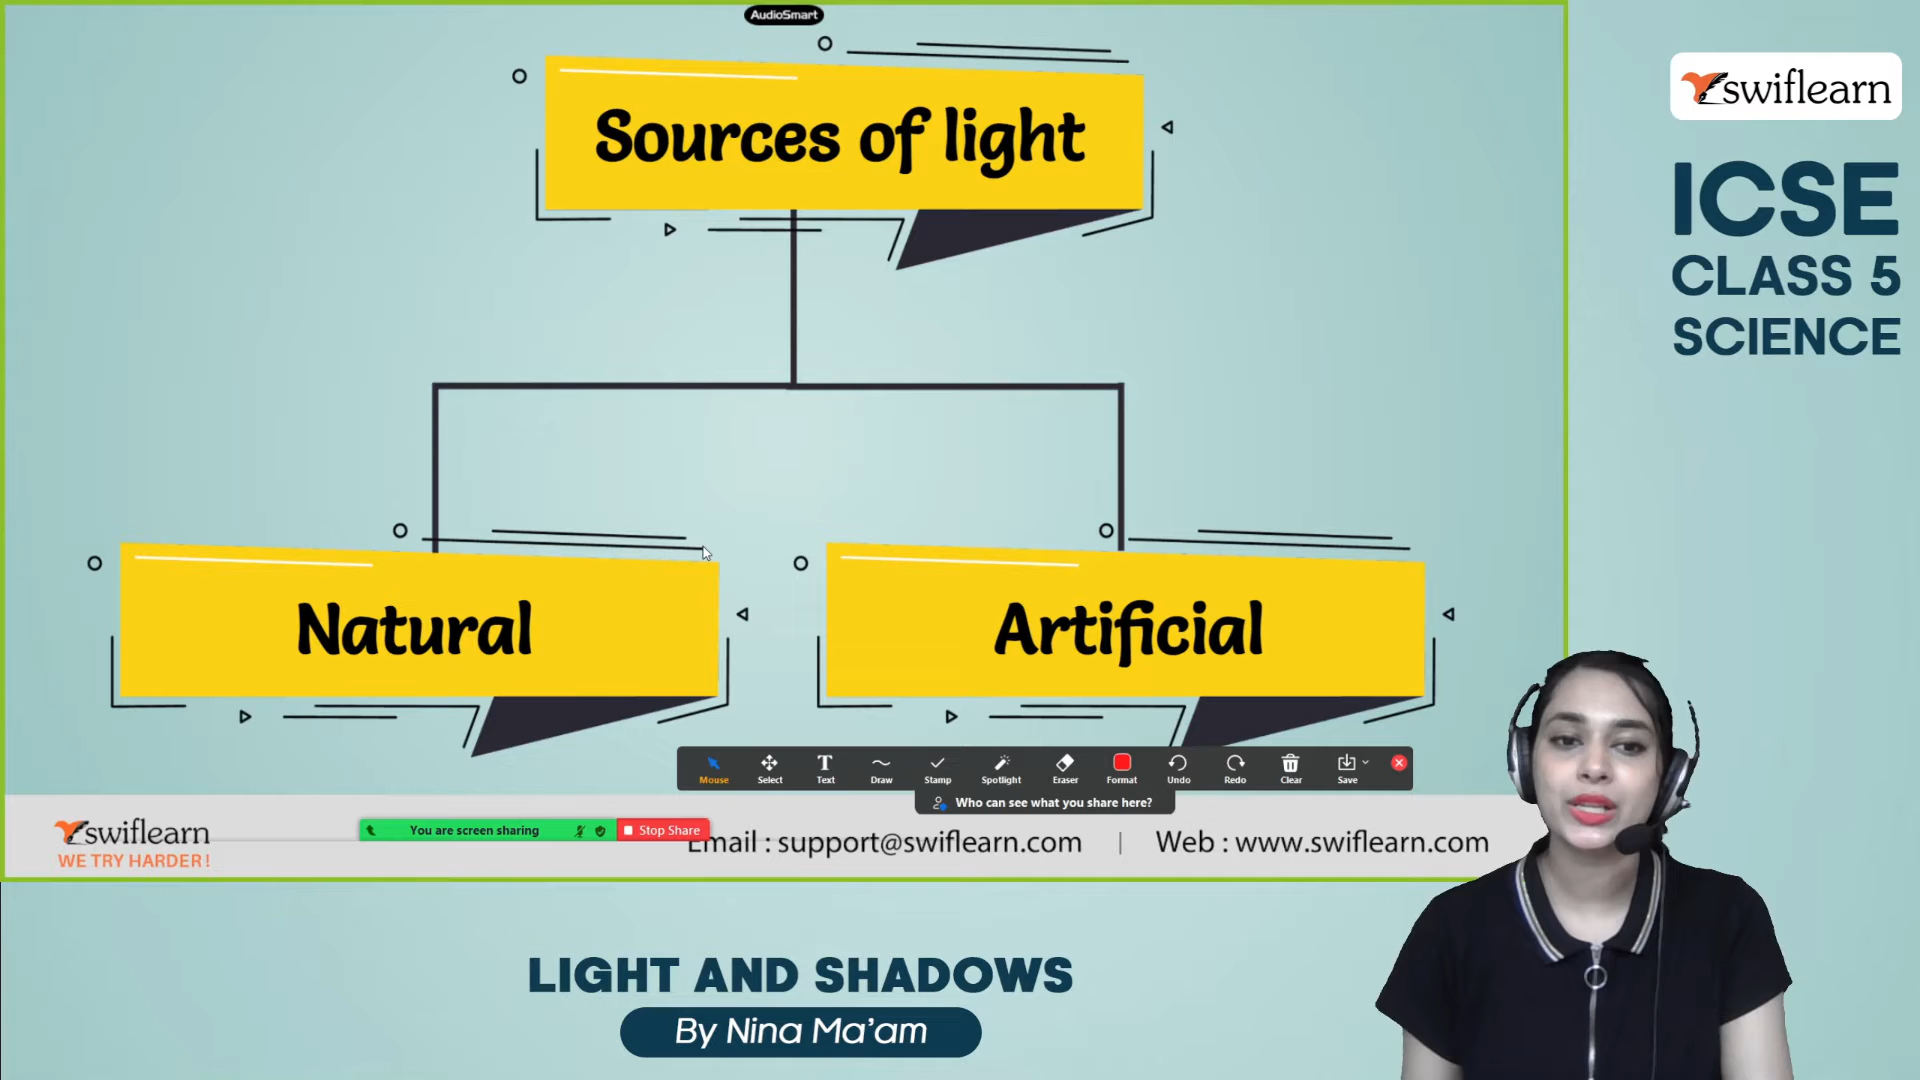 AudioSmart
Sources of light
swiflearn
ICSE
CLASS 5
SCIENCE
Natural
Artificial
Mouse
Select
Text
Draw
Stamp
Spotlight
Eraser
Format
Undo
Redo
Clear
Save
Who can see what you share here?
swiflearn
WE TRY HARDER!
You are screen sharing
Stop Share
Email : support@swiflearn.com | Web : www.swiflearn.com
LIGHT AND SHADOWS
By Nina Ma'am